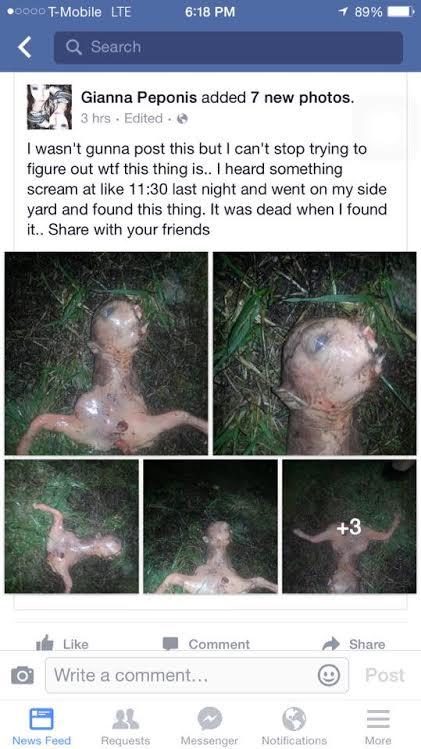 T-Mobile LTE 6:18 PM 89%
Search
Gianna Peponis added 7 new photos.
3 hrs · Edited ·
I wasn't gunna post this but I can't stop trying to
figure out wtf this thing is.. I heard something
scream at like 11:30 last night and went on my side
yard and found this thing. It was dead when I found
it.. Share with your friends
+3
Like Comment Share
Write a comment... Post
News Feed Requests Messenger Notifications More